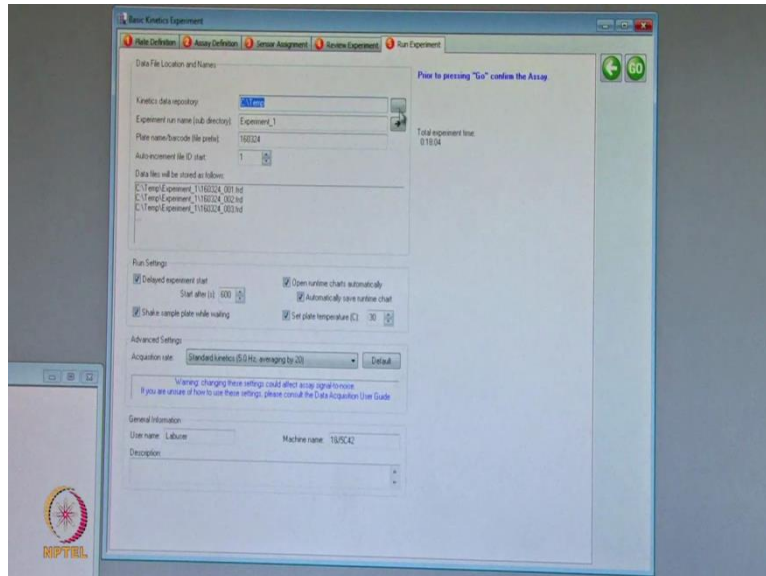 Basic Kinetics Experiment
Plate Definition Assay Definition Sensor Assignment Review Experiment Run Experiment
Data File Location and Names
Kinetics data repository: C:\Temp
Experiment run name (sub directory): Experiment_1
Plate name/barcode (file prefix): 160324
Auto-increment file ID start: 1
Data files will be stored as follows:
C:\Temp\Experiment_1\160324_001.frd
C:\Temp\Experiment_1\160324_002.frd
C:\Temp\Experiment_1\160324_003.frd
...
Prior to pressing "Go" confirm the Assay.
Total experiment time:
0:18:04
GO
Run Settings
Delayed experiment start
Start after (s): 600
Shake sample plate while waiting
Open runtime charts automatically
Automatically save runtime chart
Set plate temperature (C): 30
Advanced Settings
Acquisition rate: Standard kinetics (5.0 Hz, averaging by 20) Default
Warning: changing these settings could affect assay signal-to-noise.
If you are unsure of how to use these settings, please consult the Data Acquisition User Guide
General Information
User name: Labuser
Machine name:
Description:
NPTEL